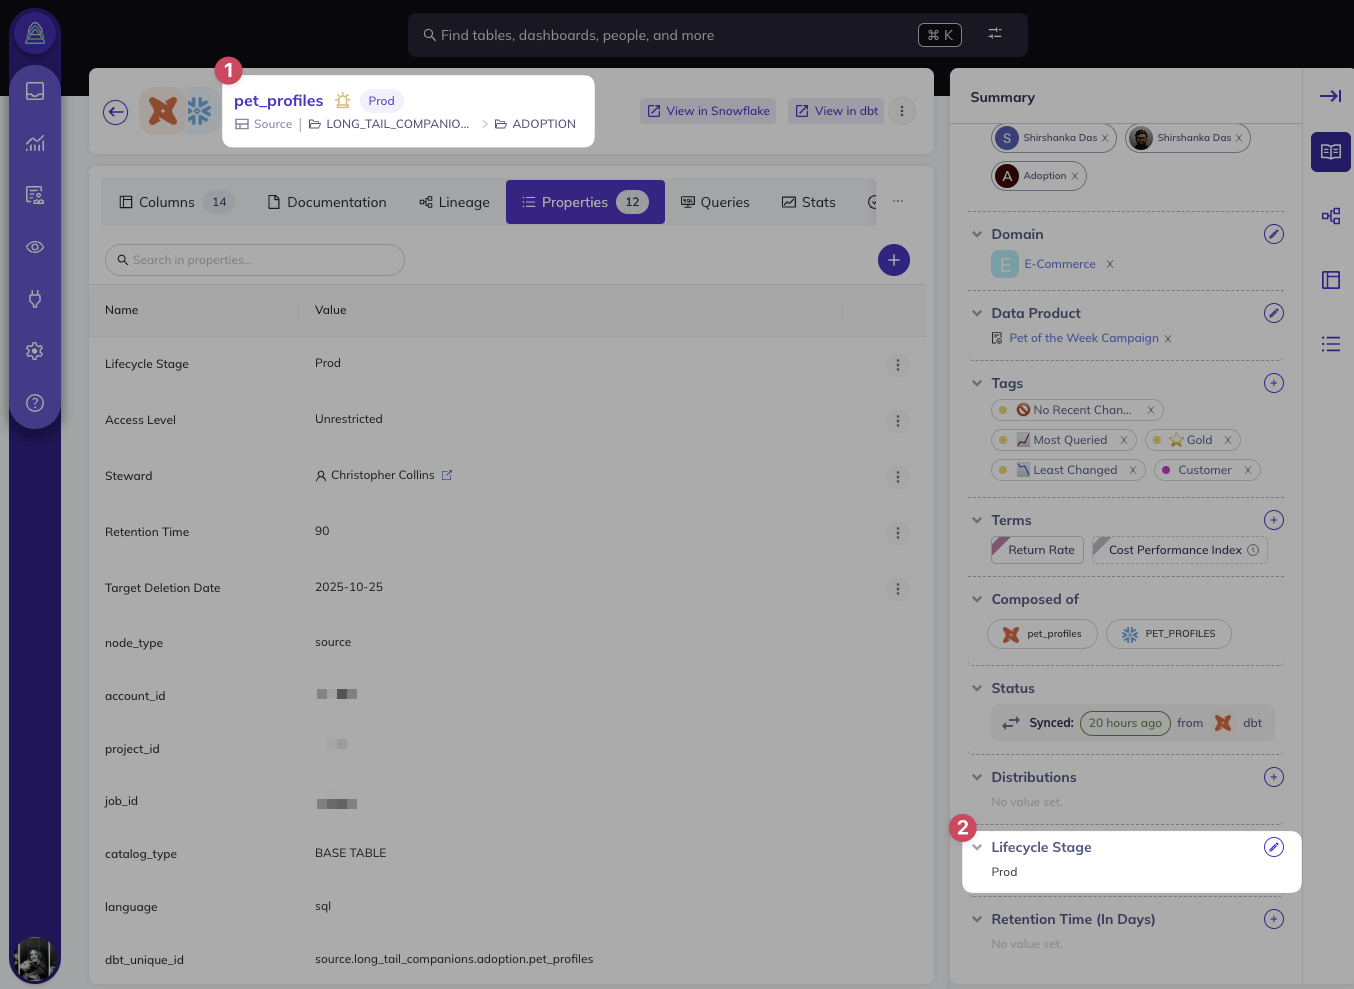 Find tables, dashboards, people, and more
⌘ K
1
pet_profiles Prod
Source | LONG_TAIL_COMPANIO... > ADOPTION
View in Snowflake
View in dbt
Columns 14
Documentation
Lineage
Properties 12
Queries
Stats
...
Search in properties...
+
Name Value
Lifecycle Stage Prod
Access Level Unrestricted
Steward Christopher Collins
Retention Time 90
Target Deletion Date 2025-10-25
node_type source
account_id
project_id
job_id
catalog_type BASE TABLE
language sql
dbt_unique_id source.long_tail_companions.adoption.pet_profiles
Summary
S Shirshanka Das X
Shirshanka Das X
A Adoption X
Domain
E E-Commerce X
Data Product
Pet of the Week Campaign X
Tags
No Recent Chan... X
Most Queried X
Gold X
Least Changed X
Customer X
Terms
Return Rate
Cost Performance Index
Composed of
pet_profiles
PET_PROFILES
Status
Synced: 20 hours ago from dbt
Distributions
No value set.
2
Lifecycle Stage
Prod
Retention Time (In Days)
No value set.